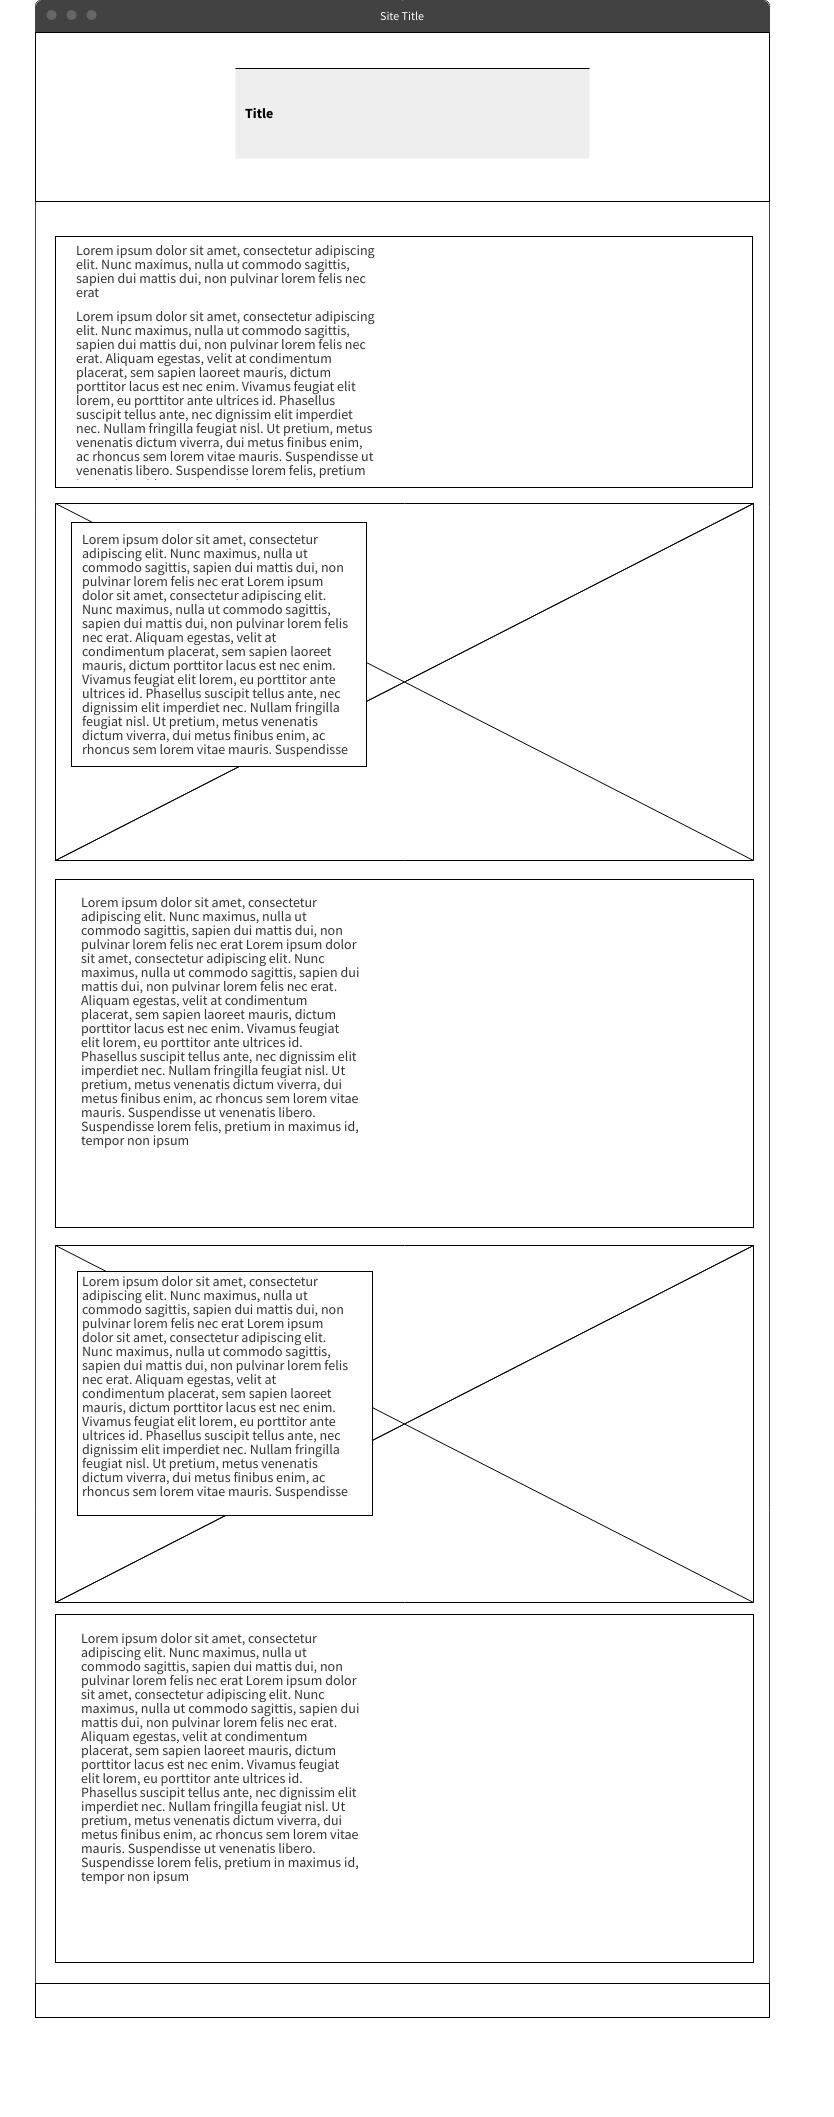 Site Title
Title
Lorem ipsum dolor sit amet, consectetur adipiscing
elit. Nunc maximus, nulla ut commodo sagittis,
sapien dui mattis dui, non pulvinar lorem felis nec
erat
Lorem ipsum dolor sit amet, consectetur adipiscing
elit. Nunc maximus, nulla ut commodo sagittis,
sapien dui mattis dui, non pulvinar lorem felis nec
erat. Aliquam egestas, velit at condimentum
placerat, sem sapien laoreet mauris, dictum
porttitor lacus est nec enim. Vivamus feugiat elit
lorem, eu porttitor ante ultrices id. Phasellus
suscipit tellus ante, nec dignissim elit imperdiet
nec. Nullam fringilla feugiat nisl. Ut pretium, metus
venenatis dictum viverra, dui metus finibus enim,
ac rhoncus sem lorem vitae mauris. Suspendisse ut
venenatis libero. Suspendisse lorem felis, pretium
Lorem ipsum dolor sit amet, consectetur
adipiscing elit. Nunc maximus, nulla ut
commodo sagittis, sapien dui mattis dui, non
pulvinar lorem felis nec erat Lorem ipsum
dolor sit amet, consectetur adipiscing elit.
Nunc maximus, nulla ut commodo sagittis,
sapien dui mattis dui, non pulvinar lorem felis
nec erat. Aliquam egestas, velit at
condimentum placerat, sem sapien laoreet
mauris, dictum porttitor lacus est nec enim.
Vivamus feugiat elit lorem, eu porttitor ante
ultrices id. Phasellus suscipit tellus ante, nec
dignissim elit imperdiet nec. Nullam fringilla
feugiat nisl. Ut pretium, metus venenatis
dictum viverra, dui metus finibus enim, ac
rhoncus sem lorem vitae mauris. Suspendisse
Lorem ipsum dolor sit amet, consectetur
adipiscing elit. Nunc maximus, nulla ut
commodo sagittis, sapien dui mattis dui, non
pulvinar lorem felis nec erat Lorem ipsum dolor
sit amet, consectetur adipiscing elit. Nunc
maximus, nulla ut commodo sagittis, sapien dui
mattis dui, non pulvinar lorem felis nec erat.
Aliquam egestas, velit at condimentum
placerat, sem sapien laoreet mauris, dictum
porttitor lacus est nec enim. Vivamus feugiat
elit lorem, eu porttitor ante ultrices id.
Phasellus suscipit tellus ante, nec dignissim elit
imperdiet nec. Nullam fringilla feugiat nisl. Ut
pretium, metus venenatis dictum viverra, dui
metus finibus enim, ac rhoncus sem lorem vitae
mauris. Suspendisse ut venenatis libero.
Suspendisse lorem felis, pretium in maximus id,
tempor non ipsum
Lorem ipsum dolor sit amet, consectetur
adipiscing elit. Nunc maximus, nulla ut
commodo sagittis, sapien dui mattis dui, non
pulvinar lorem felis nec erat Lorem ipsum
dolor sit amet, consectetur adipiscing elit.
Nunc maximus, nulla ut commodo sagittis,
sapien dui mattis dui, non pulvinar lorem felis
nec erat. Aliquam egestas, velit at
condimentum placerat, sem sapien laoreet
mauris, dictum porttitor lacus est nec enim.
Vivamus feugiat elit lorem, eu porttitor ante
ultrices id. Phasellus suscipit tellus ante, nec
dignissim elit imperdiet nec. Nullam fringilla
feugiat nisl. Ut pretium, metus venenatis
dictum viverra, dui metus finibus enim, ac
rhoncus sem lorem vitae mauris. Suspendisse
Lorem ipsum dolor sit amet, consectetur
adipiscing elit. Nunc maximus, nulla ut
commodo sagittis, sapien dui mattis dui, non
pulvinar lorem felis nec erat Lorem ipsum dolor
sit amet, consectetur adipiscing elit. Nunc
maximus, nulla ut commodo sagittis, sapien dui
mattis dui, non pulvinar lorem felis nec erat.
Aliquam egestas, velit at condimentum
placerat, sem sapien laoreet mauris, dictum
porttitor lacus est nec enim. Vivamus feugiat
elit lorem, eu porttitor ante ultrices id.
Phasellus suscipit tellus ante, nec dignissim elit
imperdiet nec. Nullam fringilla feugiat nisl. Ut
pretium, metus venenatis dictum viverra, dui
metus finibus enim, ac rhoncus sem lorem vitae
mauris. Suspendisse ut venenatis libero.
Suspendisse lorem felis, pretium in maximus id,
tempor non ipsum